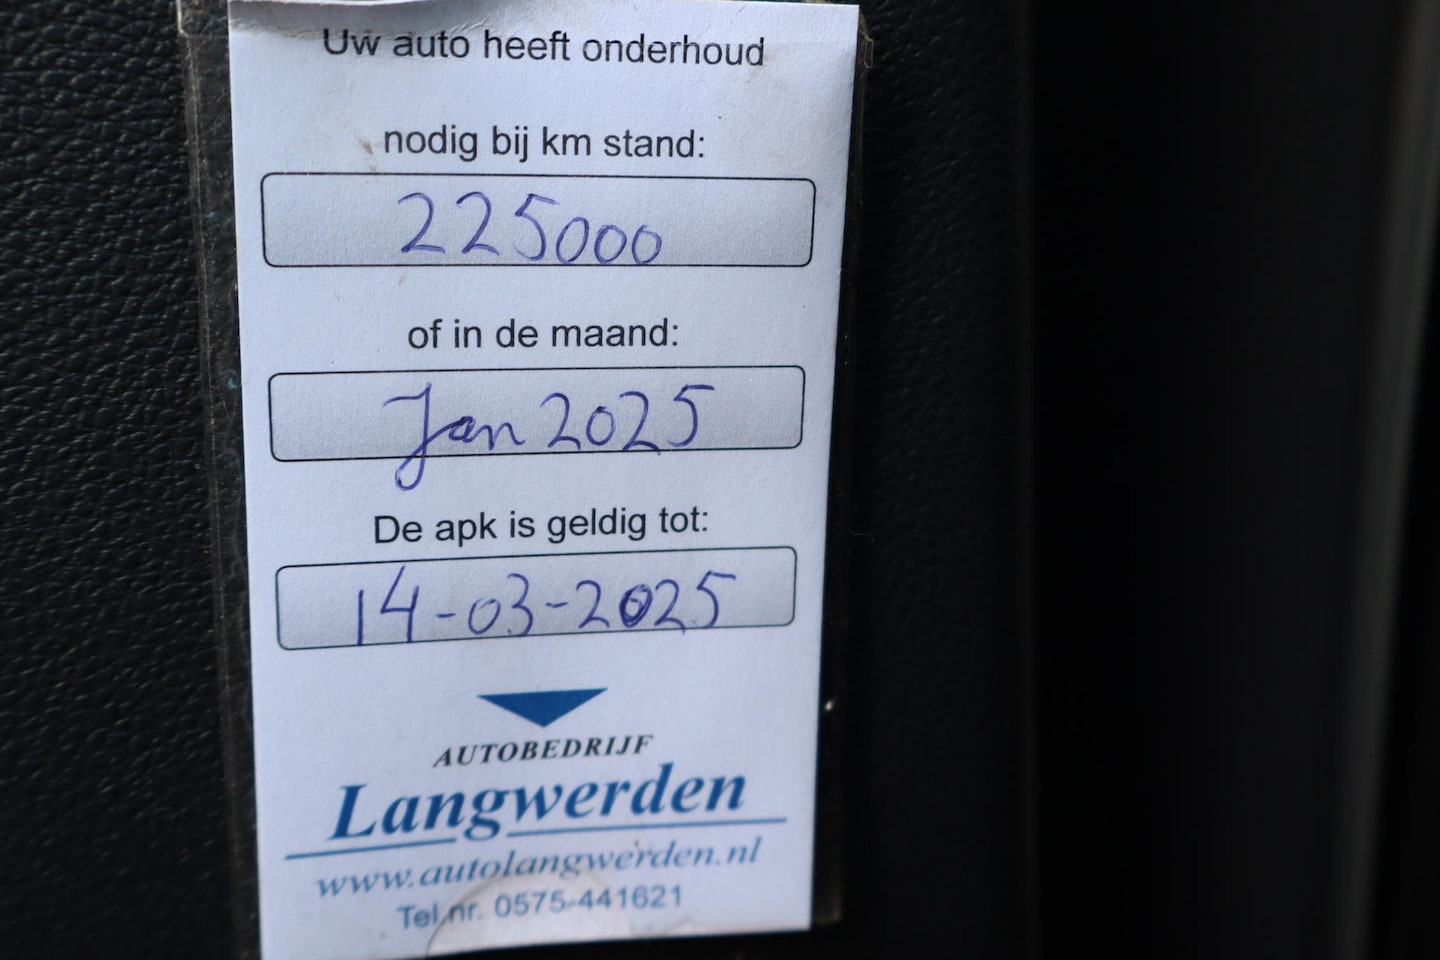 Uw auto heeft onderhoud
nodig bij km stand:
225000
of in de maand:
Jan 2025
De apk is geldig tot:
14-03-2025
AUTOBEDRIJF
Langwerden
www.autolangwerden.nl
Tel.nr. 0575-441621